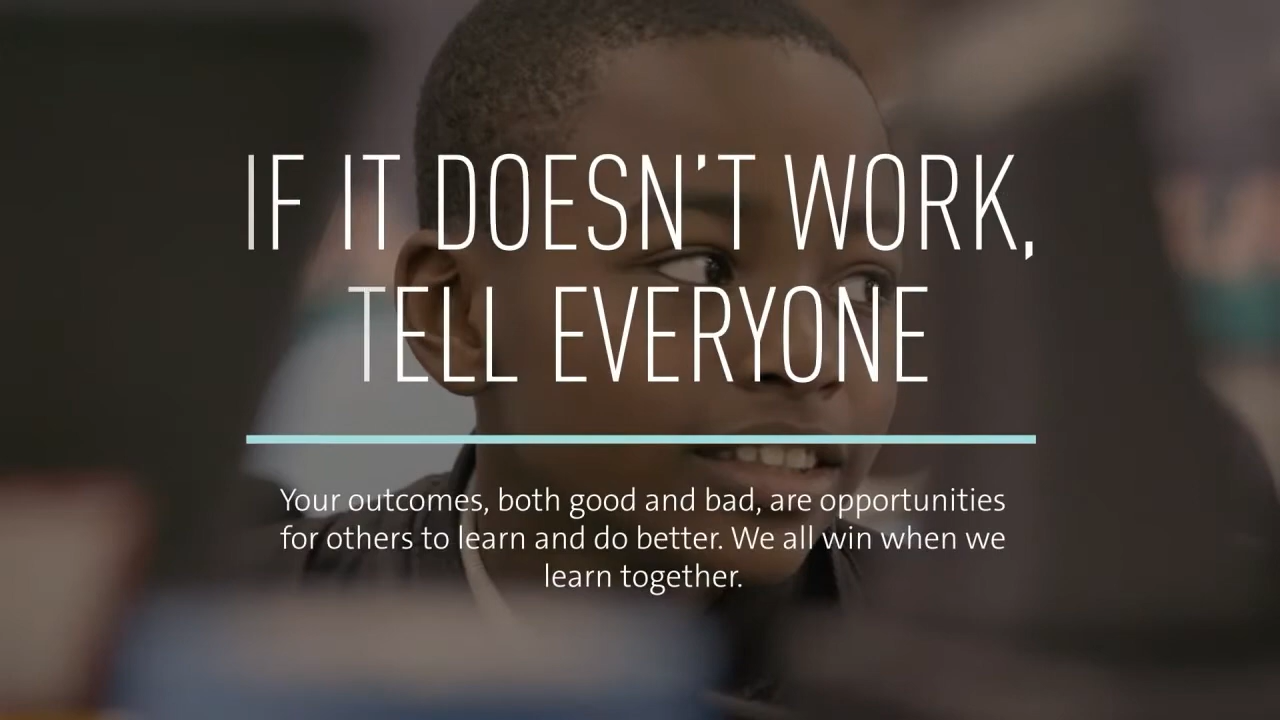 IF IT DOESN'T WORK,
TELL EVERYONE
Your outcomes, both good and bad, are opportunities
for others to learn and do better. We all win when we
learn together.